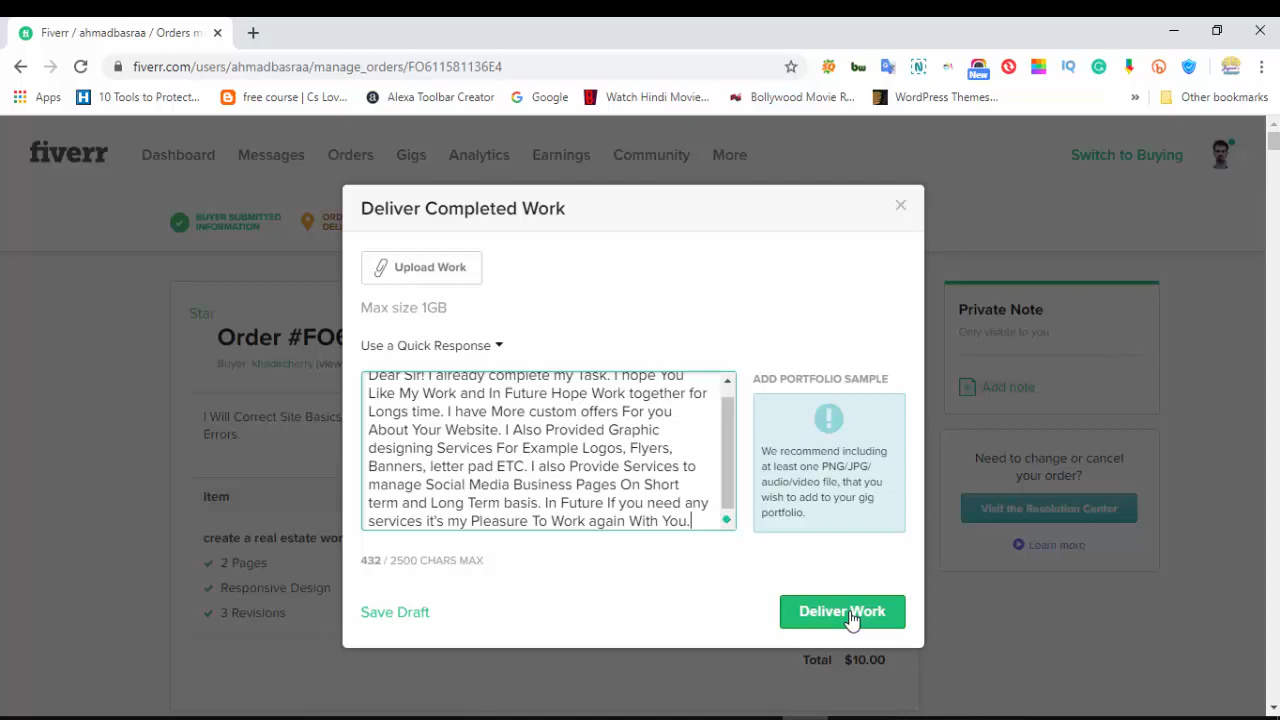 Fiverr / ahmadbasraa / Orders m
fiverr.com/users/ahmadbasraa/manage_orders/FO611581136E4
bw
IQ
New
Apps
10 Tools to Protect...
free course | Cs Lov...
Alexa Toolbar Creator
Google
Watch Hindi Movie...
Bollywood Movie R...
WordPress Themes...
Other bookmarks
fiverr
Dashboard
Messages
Orders
Gigs
Analytics
Earnings
Community
More
Switch to Buying
BUYER SUBMITTED
INFORMATION
ORD
DELI
Deliver Completed Work
Upload Work
Max size 1GB
Use a Quick Response
Dear Sir! I already complete my Task. I hope You
Like My Work and In Future Hope Work together for
Longs time. I have More custom offers For you
About Your Website. I Also Provided Graphic
designing Services For Example Logos, Flyers,
Banners, letter pad ETC. I also Provide Services to
manage Social Media Business Pages On Short
term and Long Term basis. In Future If you need any
services it's my Pleasure To Work again With You.
432 / 2500 CHARS MAX
ADD PORTFOLIO SAMPLE
We recommend including
at least one PNG/JPG/
audio/video file, that you
wish to add to your gig
portfolio.
Save Draft
Deliver Work
Star
Order #FO6
Buyer: khadecherry (view
I Will Correct Site Basics
Errors.
Item
create a real estate wor
2 Pages
Responsive Design
3 Revisions
Total $10.00
Private Note
Only visible to you
Add note
Need to change or cancel
your order?
Visit the Resolution Center
Learn more